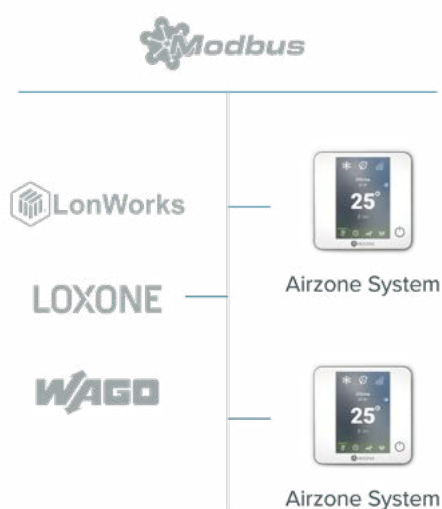 Modbus
LonWorks
LOXONE
WAGO
25°
Airzone System
25°
Airzone System